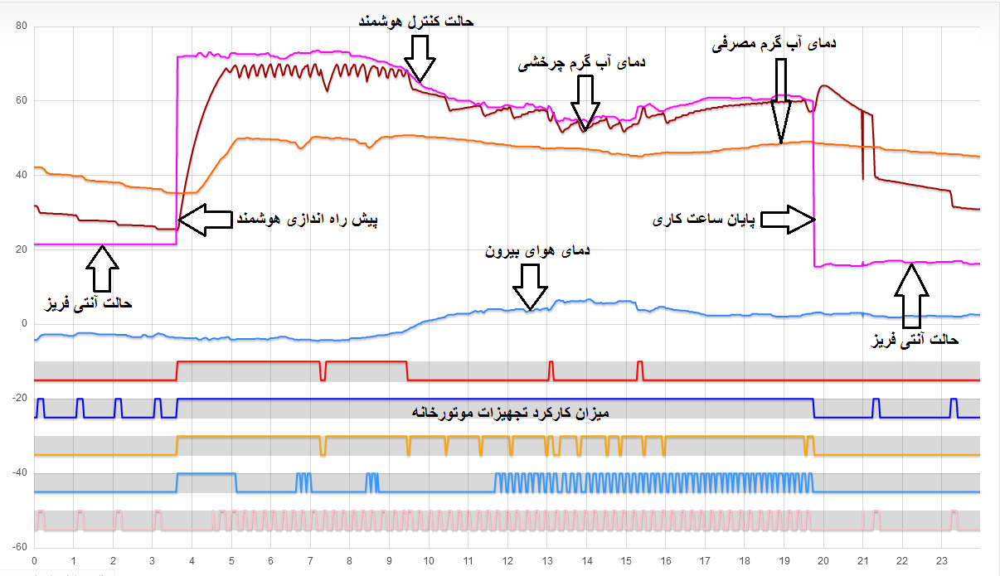 حالت کنترل هوشمند
دمای آب گرم مصرفی
دمای آب گرم چرخشی
پیش راه اندازی هوشمند
پایان ساعت کاری
دمای هوای بیرون
حالت آنتی فریز
حالت آنتی فریز
میزان کارکرد تجهیزات موتورخانه
80
60
40
20
0
-20
-40
-60
0 1 2 3 4 5 6 7 8 9 10 11 12 13 14 15 16 17 18 19 20 21 22 23